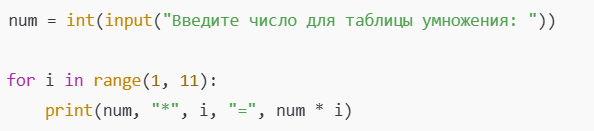 num = int(input("Введите число для таблицы умножения: "))
for i in range(1, 11):
    print(num, "*", i, "=", num * i)